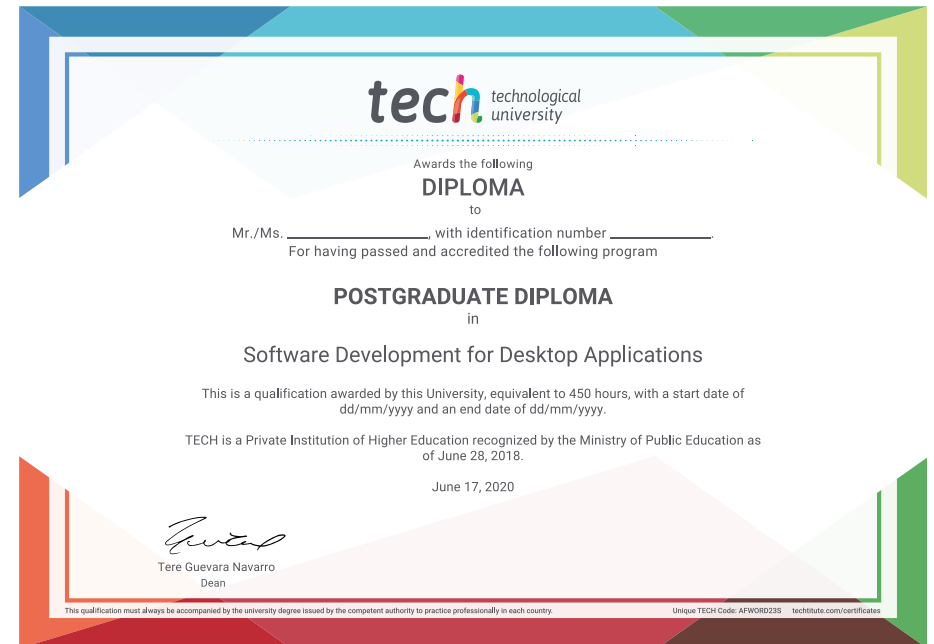 tech technological
university
Awards the following
DIPLOMA
to
Mr./Ms. ____________, with identification number ____________.
For having passed and accredited the following program
POSTGRADUATE DIPLOMA
in
Software Development for Desktop Applications
This is a qualification awarded by this University, equivalent to 450 hours, with a start date of
dd/mm/yyyy and an end date of dd/mm/yyyy.
TECH is a Private Institution of Higher Education recognized by the Ministry of Public Education as
of June 28, 2018.
June 17, 2020
Tere Guevara Navarro
Dean
This qualification must always be accompanied by the university degree issued by the competent authority to practice professionally in each country. Unique TECH Code: AFWORD23S techtitute.com/certificates